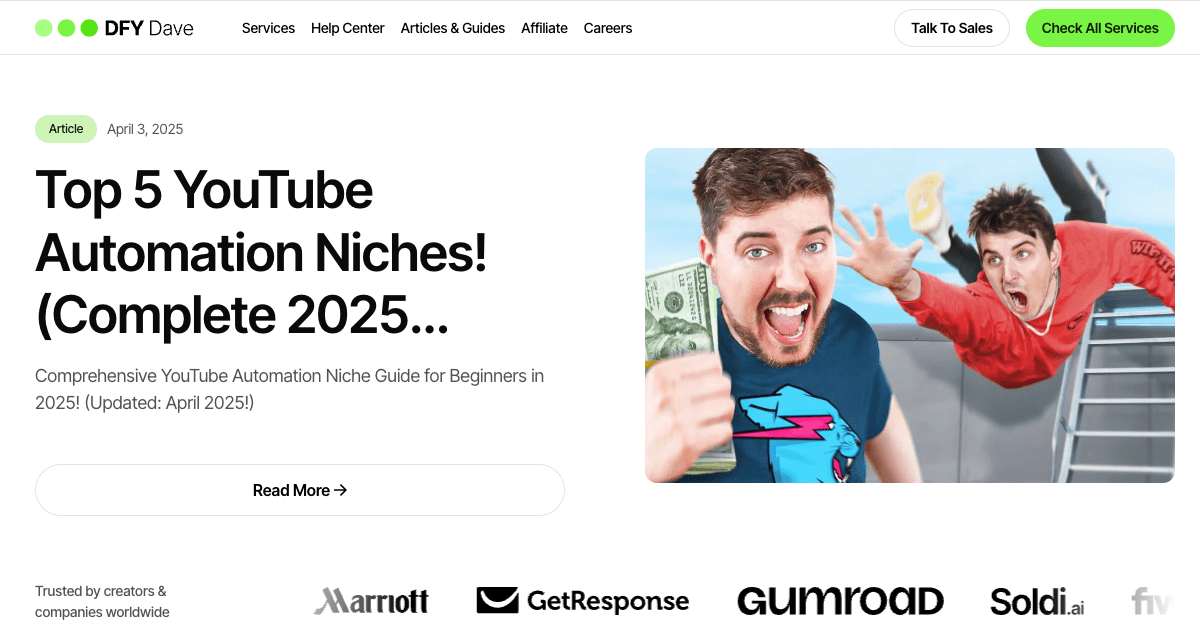 DFY Dave
Services
Help Center
Articles & Guides
Affiliate
Careers
Talk To Sales
Check All Services
Article
April 3, 2025
Top 5 YouTube
Automation Niches!
(Complete 2025...
Comprehensive YouTube Automation Niche Guide for Beginners in
2025! (Updated: April 2025!)
Read More →
100
Trusted by creators &
companies worldwide
Marriott
GetResponse
GUMROAD
Soldi.ai